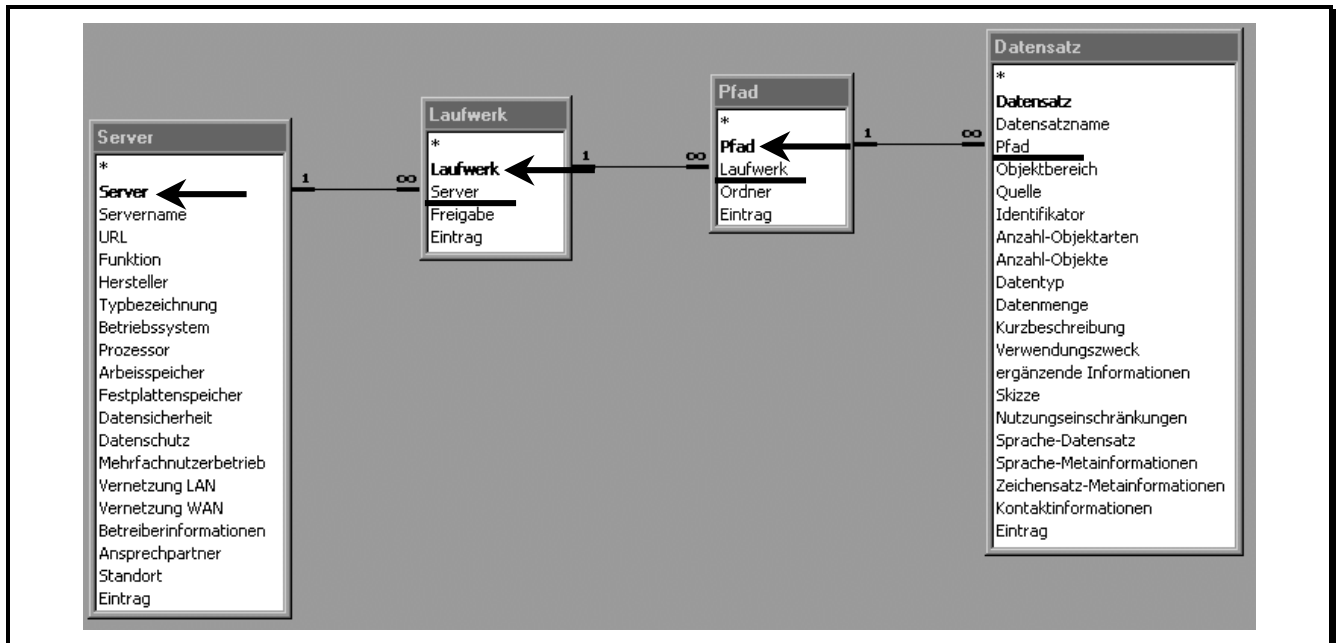 Server
*
Server
Servername
URL
Funktion
Hersteller
Typbezeichnung
Betriebssystem
Prozessor
Arbeisspeicher
Festplattenspeicher
Datensicherheit
Datenschutz
Mehrfachnutzerbetrieb
Vernetzung LAN
Vernetzung WAN
Betreiberinformationen
Ansprechpartner
Standort
Eintrag
1
∞
Laufwerk
*
Laufwerk
Server
Freigabe
Eintrag
1
∞
Pfad
*
Pfad
Laufwerk
Ordner
Eintrag
1
∞
Datensatz
*
Datensatz
Datensatzname
Pfad
Objektbereich
Quelle
Identifikator
Anzahl-Objektarten
Anzahl-Objekte
Datentyp
Datenmenge
Kurzbeschreibung
Verwendungszweck
ergänzende Informationen
Skizze
Nutzungseinschränkungen
Sprache-Datensatz
Sprache-Metainformationen
Zeichensatz-Metainformationen
Kontaktinformationen
Eintrag